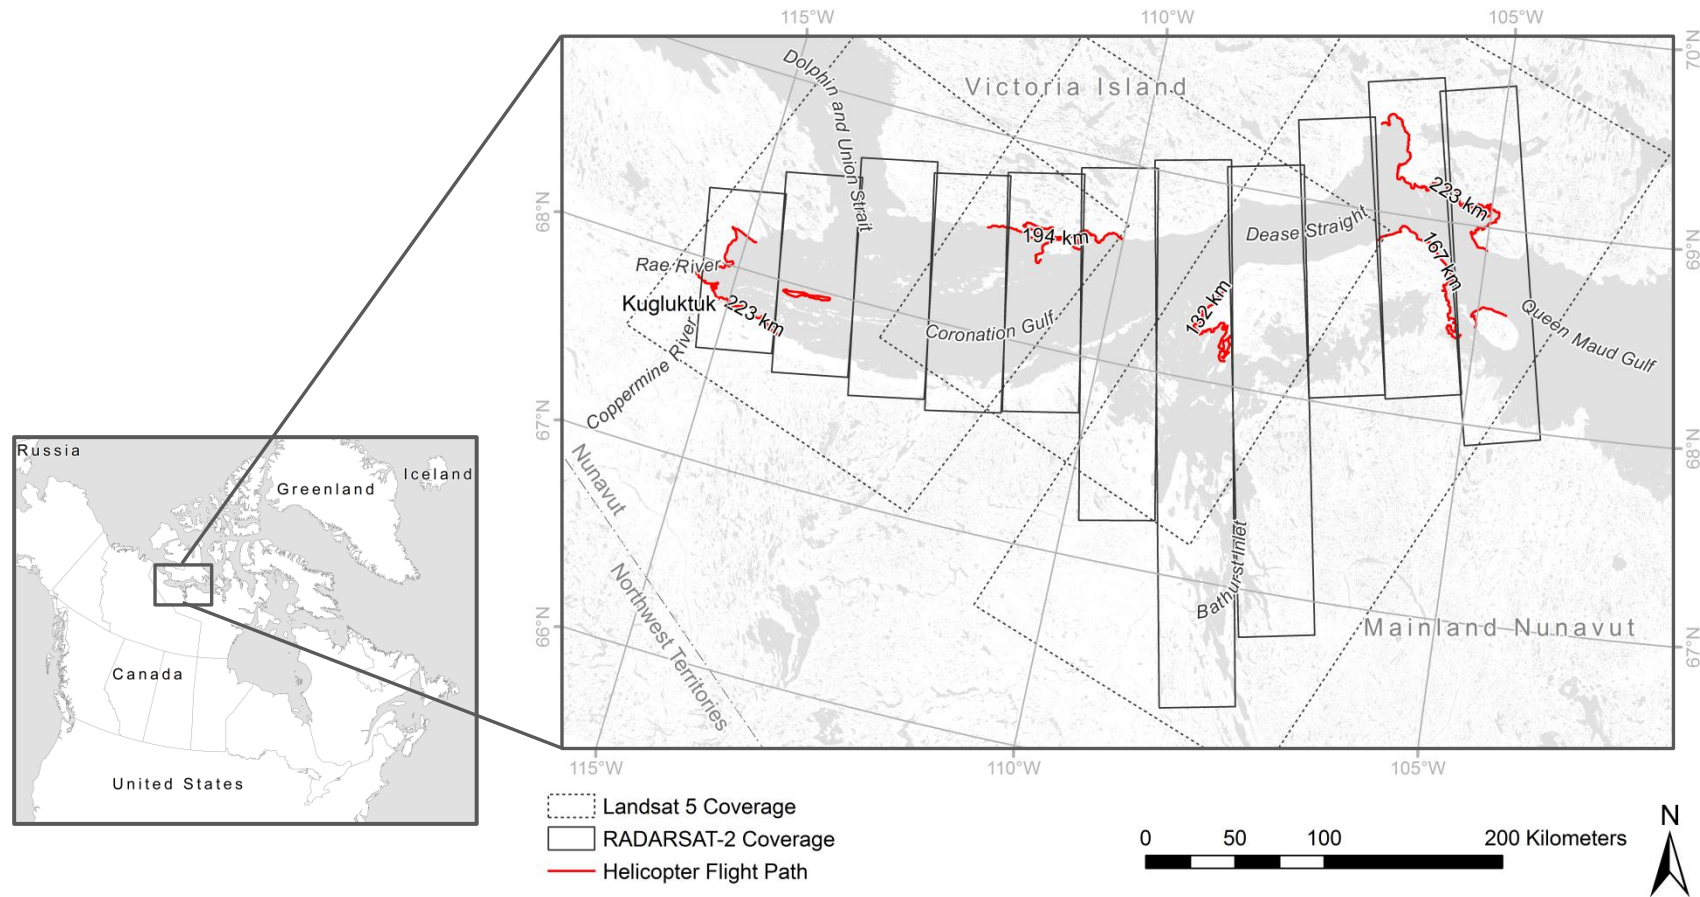 115°W
110°W
105°W
70°N
Dolphin and Union Strait
Victoria Island
68°N
223 km
194 km
Dease Straight
69°N
167 km
Rae River
Kugluktuk
223 km
132 km
Coronation Gulf
Queen Maud Gulf
Coppermine River
67°N
68°N
Nunavut
Northwest Territories
Bathurst Inlet
66°N
Mainland Nunavut
67°N
115°W
110°W
105°W
Russia
Iceland
Greenland
Canada
United States
Landsat 5 Coverage
RADARSAT-2 Coverage
Helicopter Flight Path
0 50 100 200 Kilometers
N